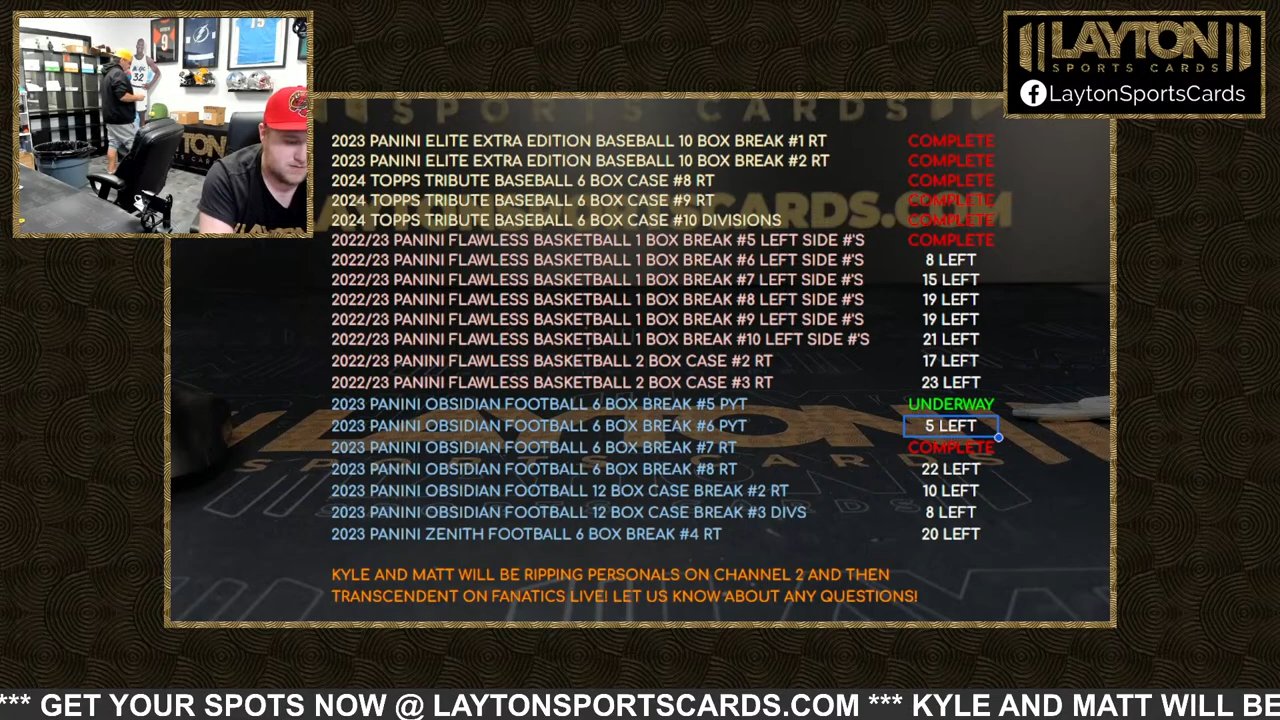 LAYTON
SPORTS CARDS
LaytonSportsCards
SPORTS CARDS
2023 PANINI ELITE EXTRA EDITION BASEBALL 10 BOX BREAK #1 RT COMPLETE
2023 PANINI ELITE EXTRA EDITION BASEBALL 10 BOX BREAK #2 RT COMPLETE
2024 TOPPS TRIBUTE BASEBALL 6 BOX CASE #8 RT COMPLETE
2024 TOPPS TRIBUTE BASEBALL 6 BOX CASE #9 RT COMPLETE
2024 TOPPS TRIBUTE BASEBALL 6 BOX CASE #10 DIVISIONS COMPLETE
2022/23 PANINI FLAWLESS BASKETBALL 1 BOX BREAK #5 LEFT SIDE #'S COMPLETE
2022/23 PANINI FLAWLESS BASKETBALL 1 BOX BREAK #6 LEFT SIDE #'S 8 LEFT
2022/23 PANINI FLAWLESS BASKETBALL 1 BOX BREAK #7 LEFT SIDE #'S 15 LEFT
2022/23 PANINI FLAWLESS BASKETBALL 1 BOX BREAK #8 LEFT SIDE #'S 19 LEFT
2022/23 PANINI FLAWLESS BASKETBALL 1 BOX BREAK #9 LEFT SIDE #'S 19 LEFT
2022/23 PANINI FLAWLESS BASKETBALL 1 BOX BREAK #10 LEFT SIDE #'S 21 LEFT
2022/23 PANINI FLAWLESS BASKETBALL 2 BOX CASE #2 RT 17 LEFT
2022/23 PANINI FLAWLESS BASKETBALL 2 BOX CASE #3 RT 23 LEFT
2023 PANINI OBSIDIAN FOOTBALL 6 BOX BREAK #5 PYT UNDERWAY
2023 PANINI OBSIDIAN FOOTBALL 6 BOX BREAK #6 PYT 5 LEFT
2023 PANINI OBSIDIAN FOOTBALL 6 BOX BREAK #7 RT COMPLETE
2023 PANINI OBSIDIAN FOOTBALL 6 BOX BREAK #8 RT 22 LEFT
2023 PANINI OBSIDIAN FOOTBALL 12 BOX CASE BREAK #2 RT 10 LEFT
2023 PANINI OBSIDIAN FOOTBALL 12 BOX CASE BREAK #3 DIVS 8 LEFT
2023 PANINI ZENITH FOOTBALL 6 BOX BREAK #4 RT 20 LEFT
KYLE AND MATT WILL BE RIPPING PERSONALS ON CHANNEL 2 AND THEN
TRANSCENDENT ON FANATICS LIVE! LET US KNOW ABOUT ANY QUESTIONS!
*** GET YOUR SPOTS NOW @ LAYTONSPORTSCARDS.COM *** KYLE AND MATT WILL BE